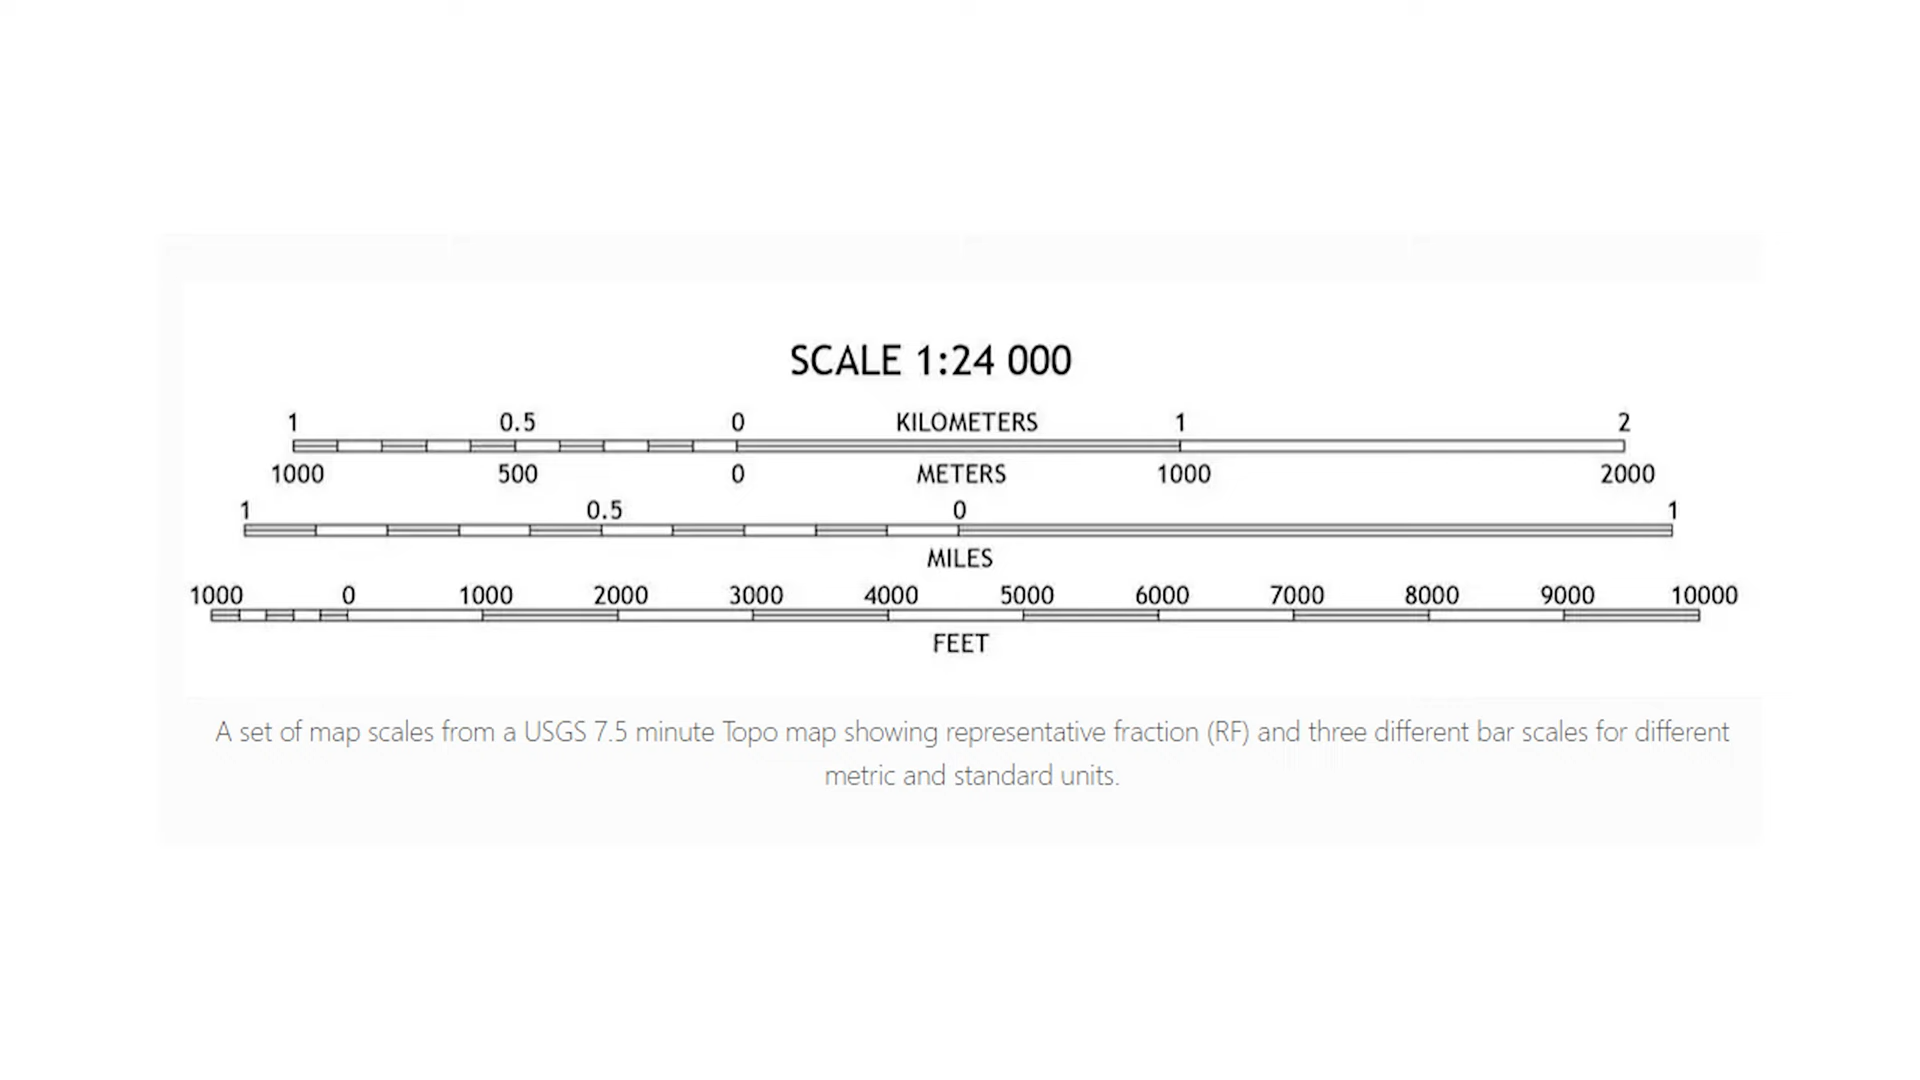 SCALE 1:24 000
1 0.5 0 KILOMETERS 1 2
1000 500 0 METERS 1000 2000
1 0.5 0 1
MILES
1000 0 1000 2000 3000 4000 5000 6000 7000 8000 9000 10000
FEET
A set of map scales from a USGS 7.5 minute Topo map showing representative fraction (RF) and three different bar scales for different
metric and standard units.